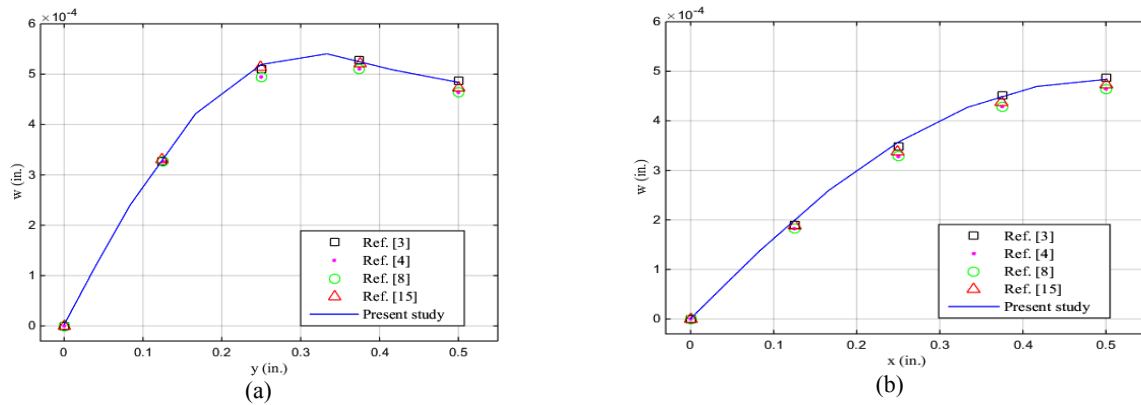 ×10⁻⁴
6
5
4
3
2
1
0
w (in.)
0 0.1 0.2 0.3 0.4 0.5
y (in.)
Ref. [3]
Ref. [4]
Ref. [8]
Ref. [15]
Present study
(a)
×10⁻⁴
6
5
4
3
2
1
0
w (in.)
0 0.1 0.2 0.3 0.4 0.5
x (in.)
Ref. [3]
Ref. [4]
Ref. [8]
Ref. [15]
Present study
(b)